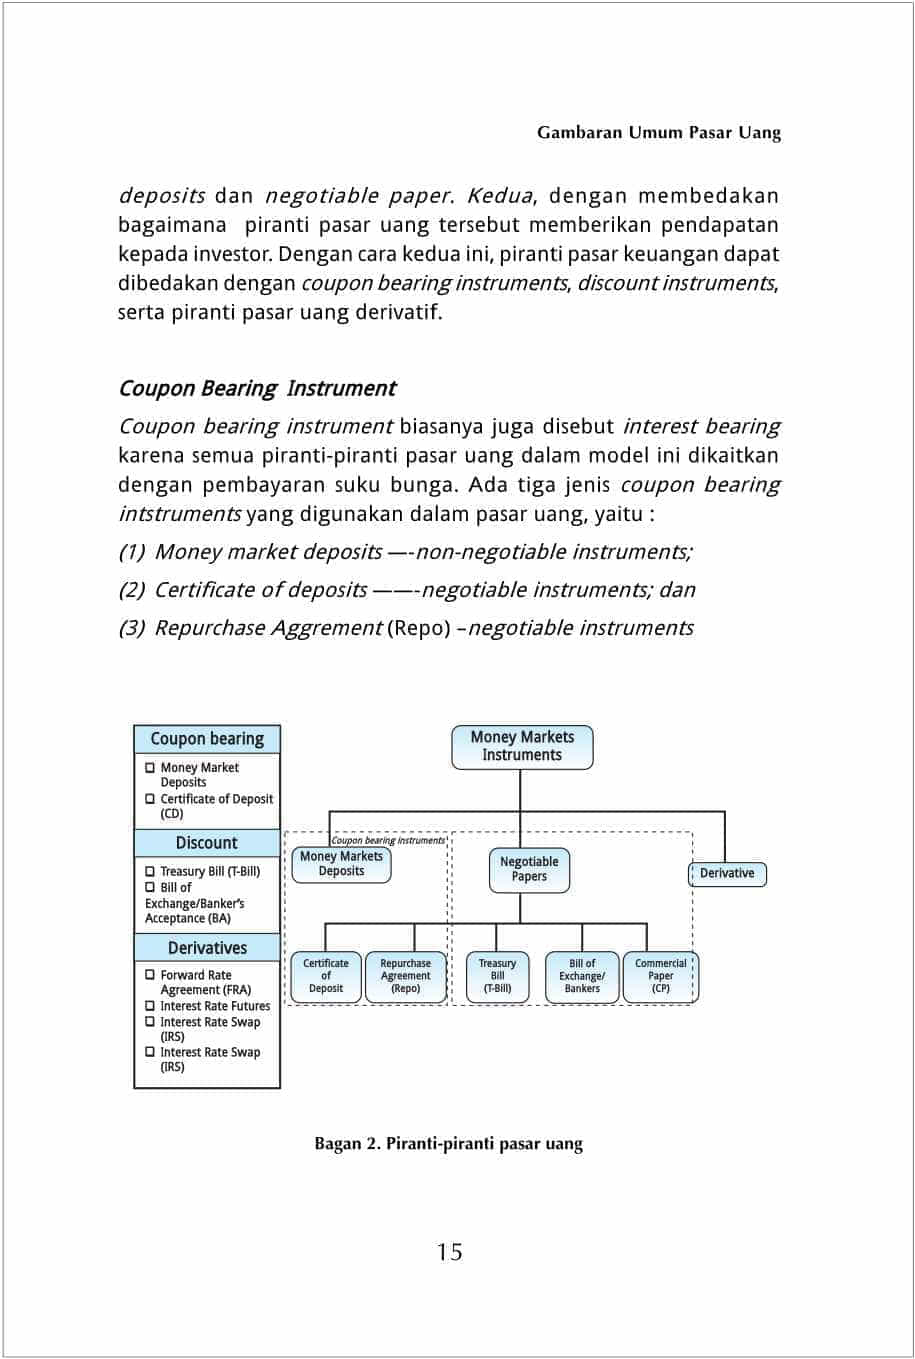 Gambaran Umum Pasar Uang
deposits dan negotiable paper. Kedua, dengan membedakan
bagaimana piranti pasar uang tersebut memberikan pendapatan
kepada investor. Dengan cara kedua ini, piranti pasar keuangan dapat
dibedakan dengan coupon bearing instruments, discount instruments,
serta piranti pasar uang derivatif.
Coupon Bearing Instrument
Coupon bearing instrument biasanya juga disebut interest bearing
karena semua piranti-piranti pasar uang dalam model ini dikaitkan
dengan pembayaran suku bunga. Ada tiga jenis coupon bearing
intstruments yang digunakan dalam pasar uang, yaitu :
(1) Money market deposits —-non-negotiable instruments;
(2) Certificate of deposits ——-negotiable instruments; dan
(3) Repurchase Aggrement (Repo) –negotiable instruments
Coupon bearing
❑ Money Market
Deposits
❑ Certificate of Deposit
(CD)
Discount
❑ Treasury Bill (T-Bill)
❑ Bill of
Exchange/Banker's
Acceptance (BA)
Derivatives
❑ Forward Rate
Agreement (FRA)
❑ Interest Rate Futures
❑ Interest Rate Swap
(IRS)
❑ Interest Rate Swap
(IRS)
Money Markets
Instruments
Coupon bearing instruments
Money Markets
Deposits
Negotiable
Papers
Derivative
Certificate
of
Deposit
Repurchase
Agreement
(Repo)
Treasury
Bill
(T-Bill)
Bill of
Exchange/
Bankers
Commercial
Paper
(CP)
Bagan 2. Piranti-piranti pasar uang
15